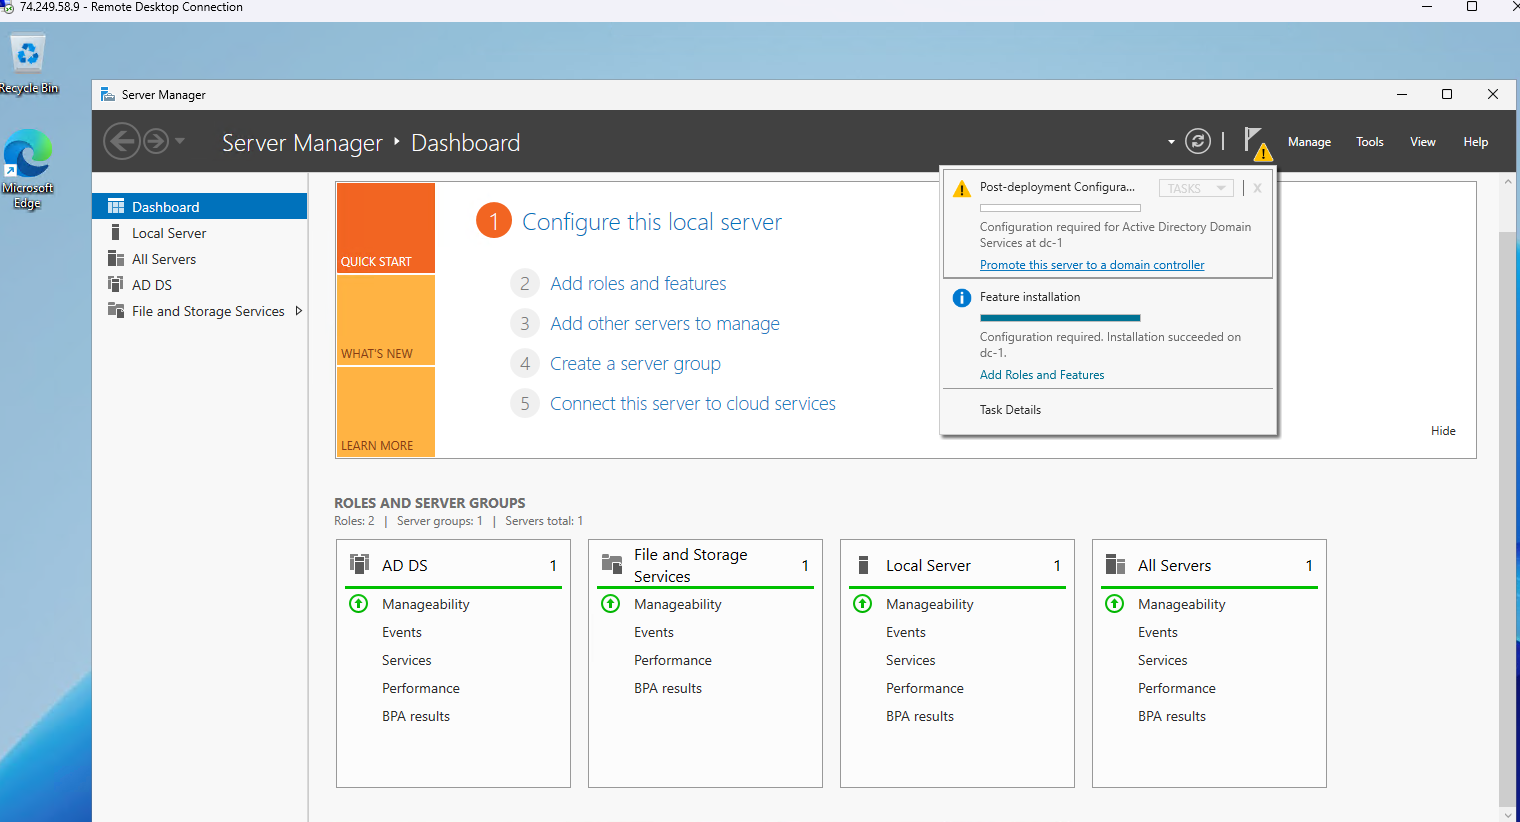 74.249.58.9 - Remote Desktop Connection
Recycle Bin
Microsoft
Edge
Server Manager
Server Manager
Dashboard
Manage
Tools
View
Help
Dashboard
Local Server
All Servers
AD DS
File and Storage Services
QUICK START
WHAT'S NEW
LEARN MORE
1 Configure this local server
2 Add roles and features
3 Add other servers to manage
4 Create a server group
5 Connect this server to cloud services
Post-deployment Configura...
TASKS
X
Configuration required for Active Directory Domain
Services at dc-1
Promote this server to a domain controller
Feature installation
Configuration required. Installation succeeded on
dc-1.
Add Roles and Features
Task Details
Hide
ROLES AND SERVER GROUPS
Roles: 2 | Server groups: 1 | Servers total: 1
AD DS 1
Manageability
Events
Services
Performance
BPA results
File and Storage
Services 1
Manageability
Events
Performance
BPA results
Local Server 1
Manageability
Events
Services
Performance
BPA results
All Servers 1
Manageability
Events
Services
Performance
BPA results